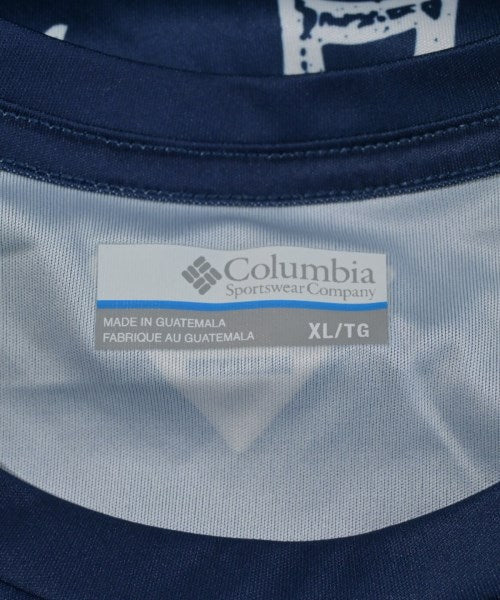 Columbia
Sportswear Company
MADE IN GUATEMALA
FABRIQUE AU GUATEMALA
XL/TG